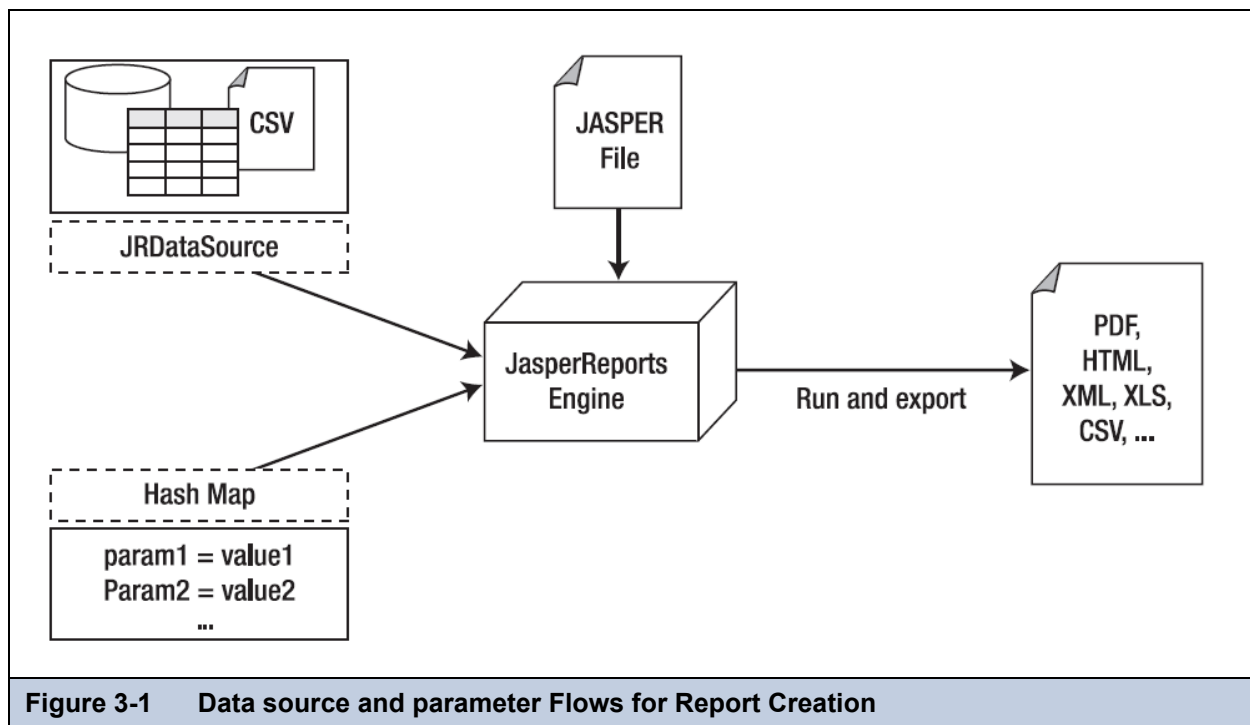 CSV
JRDataSource
JASPER
File
JasperReports
Engine
Run and export
PDF,
HTML,
XML, XLS,
CSV, ...
Hash Map
param1 = value1
Param2 = value2
...
Figure 3-1 Data source and parameter Flows for Report Creation